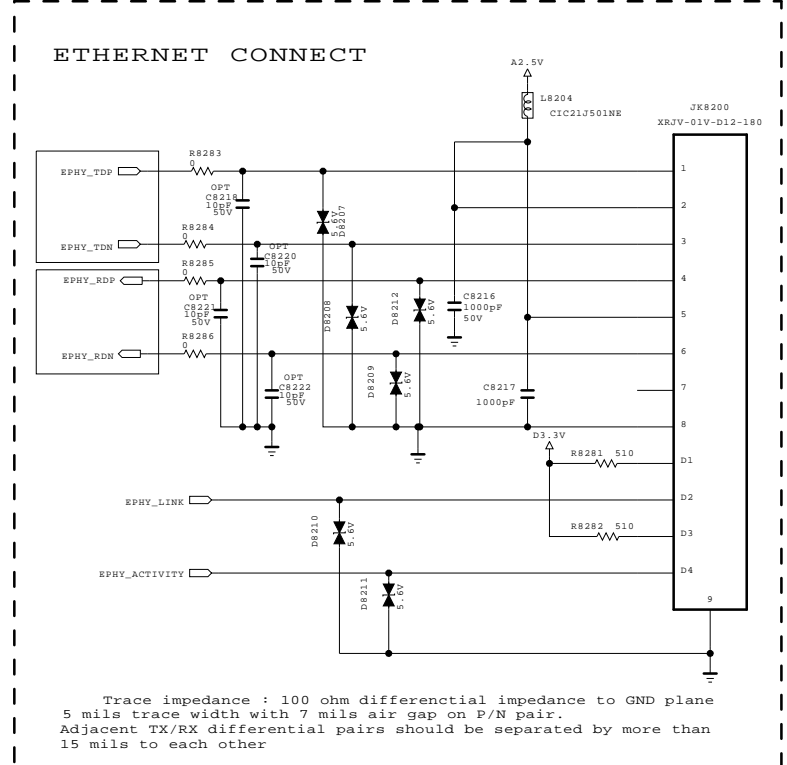 ETHERNET CONNECT
A2.5V
L8204
CIC21J501NE
JK8200
XRJV-01V-D12-180
R8283
0
EPHY_TDP
1
OPT
C8218
10pF
50V
5.6V
D8207
2
R8284
0
EPHY_TDN
3
OPT
C8220
10pF
50V
R8285
0
EPHY_RDP
4
OPT
C8221
10pF
50V
D8208
5.6V
D8212
5.6V
C8216
1000pF
50V
5
R8286
0
EPHY_RDN
6
OPT
C8222
10pF
50V
D8209
5.6V
C8217
1000pF
7
8
D3.3V
R8281 510
D1
EPHY_LINK
D2
D8210
5.6V
R8282 510
D3
EPHY_ACTIVITY
D4
D8211
5.6V
9
Trace impedance : 100 ohm differenctial impedance to GND plane
5 mils trace width with 7 mils air gap on P/N pair.
Adjacent TX/RX differential pairs should be separated by more than
15 mils to each other